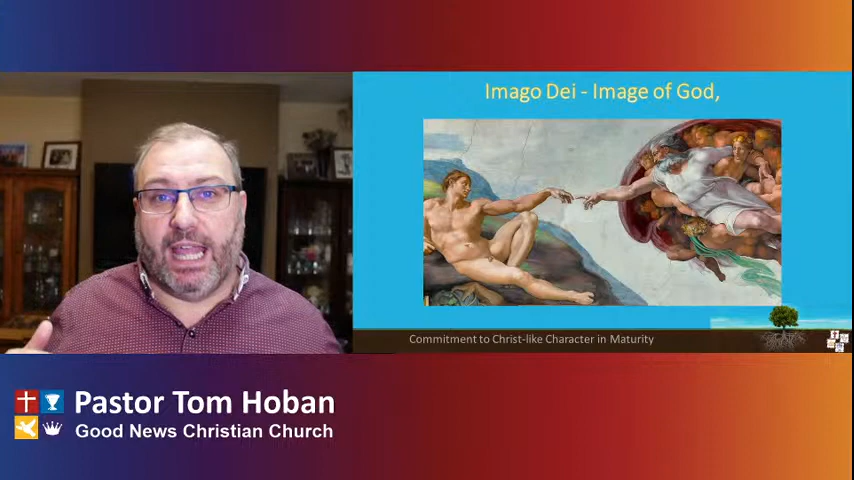 Imago Dei - Image of God,
Commitment to Christ-like Character in Maturity
Pastor Tom Hoban
Good News Christian Church